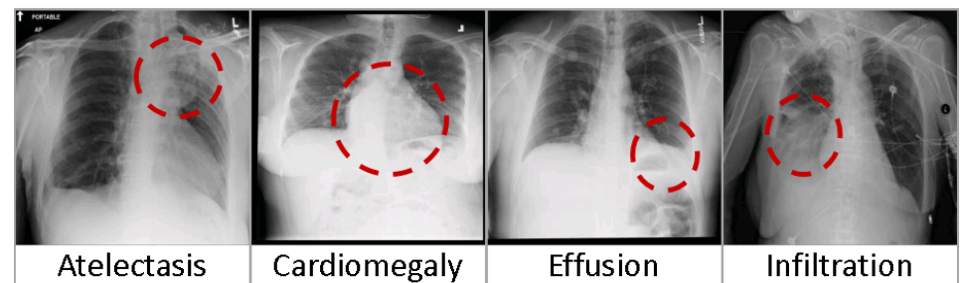 PORTABLE
AP
L
Atelectasis
Cardiomegaly
Effusion
Infiltration